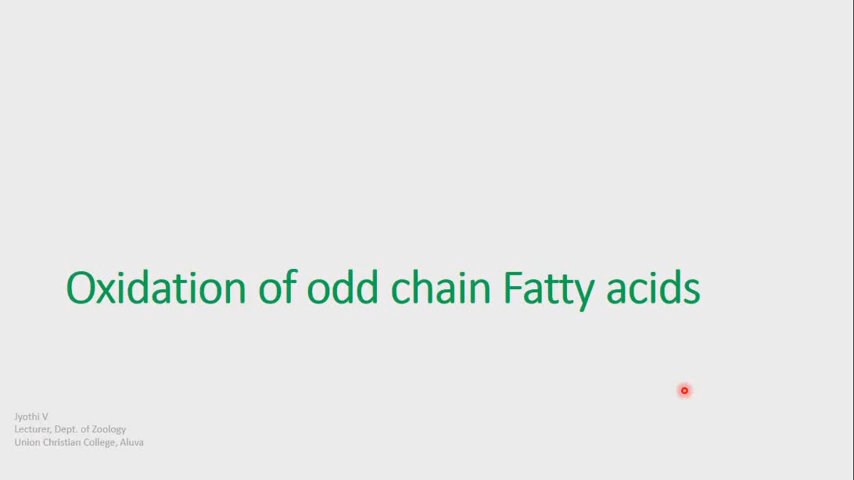 Oxidation of odd chain Fatty acids
Jyothi V
Lecturer, Dept. of Zoology
Union Christian College, Aluva